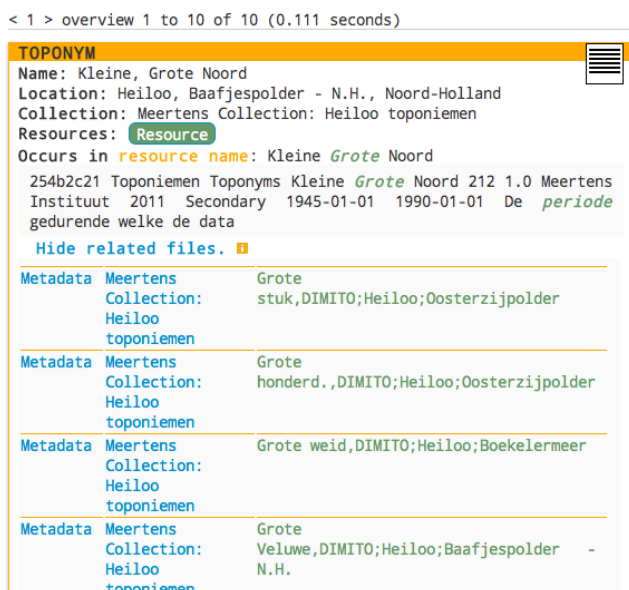 < 1 > overview 1 to 10 of 10 (0.111 seconds)
TOPONYM
Name: Kleine, Grote Noord
Location: Heiloo, Baafjespolder - N.H., Noord-Holland
Collection: Meertens Collection: Heiloo toponiemen
Resources: Resource
Occurs in resource name: Kleine Grote Noord
254b2c21 Toponiemen Toponyms Kleine Grote Noord 212 1.0 Meertens
Instituut 2011 Secondary 1945-01-01 1990-01-01 De periode
gedurende welke de data
Hide related files. i
Metadata Meertens Grote
Collection: stuk,DIMITO;Heiloo;Oosterzijpolder
Heiloo
toponiemen
Metadata Meertens Grote
Collection: honderd.,DIMITO;Heiloo;Oosterzijpolder
Heiloo
toponiemen
Metadata Meertens Grote weid,DIMITO;Heiloo;Boekelermeer
Collection:
Heiloo
toponiemen
Metadata Meertens Grote
Collection: Veluwe,DIMITO;Heiloo;Baafjespolder -
Heiloo N.H.
toponiemen